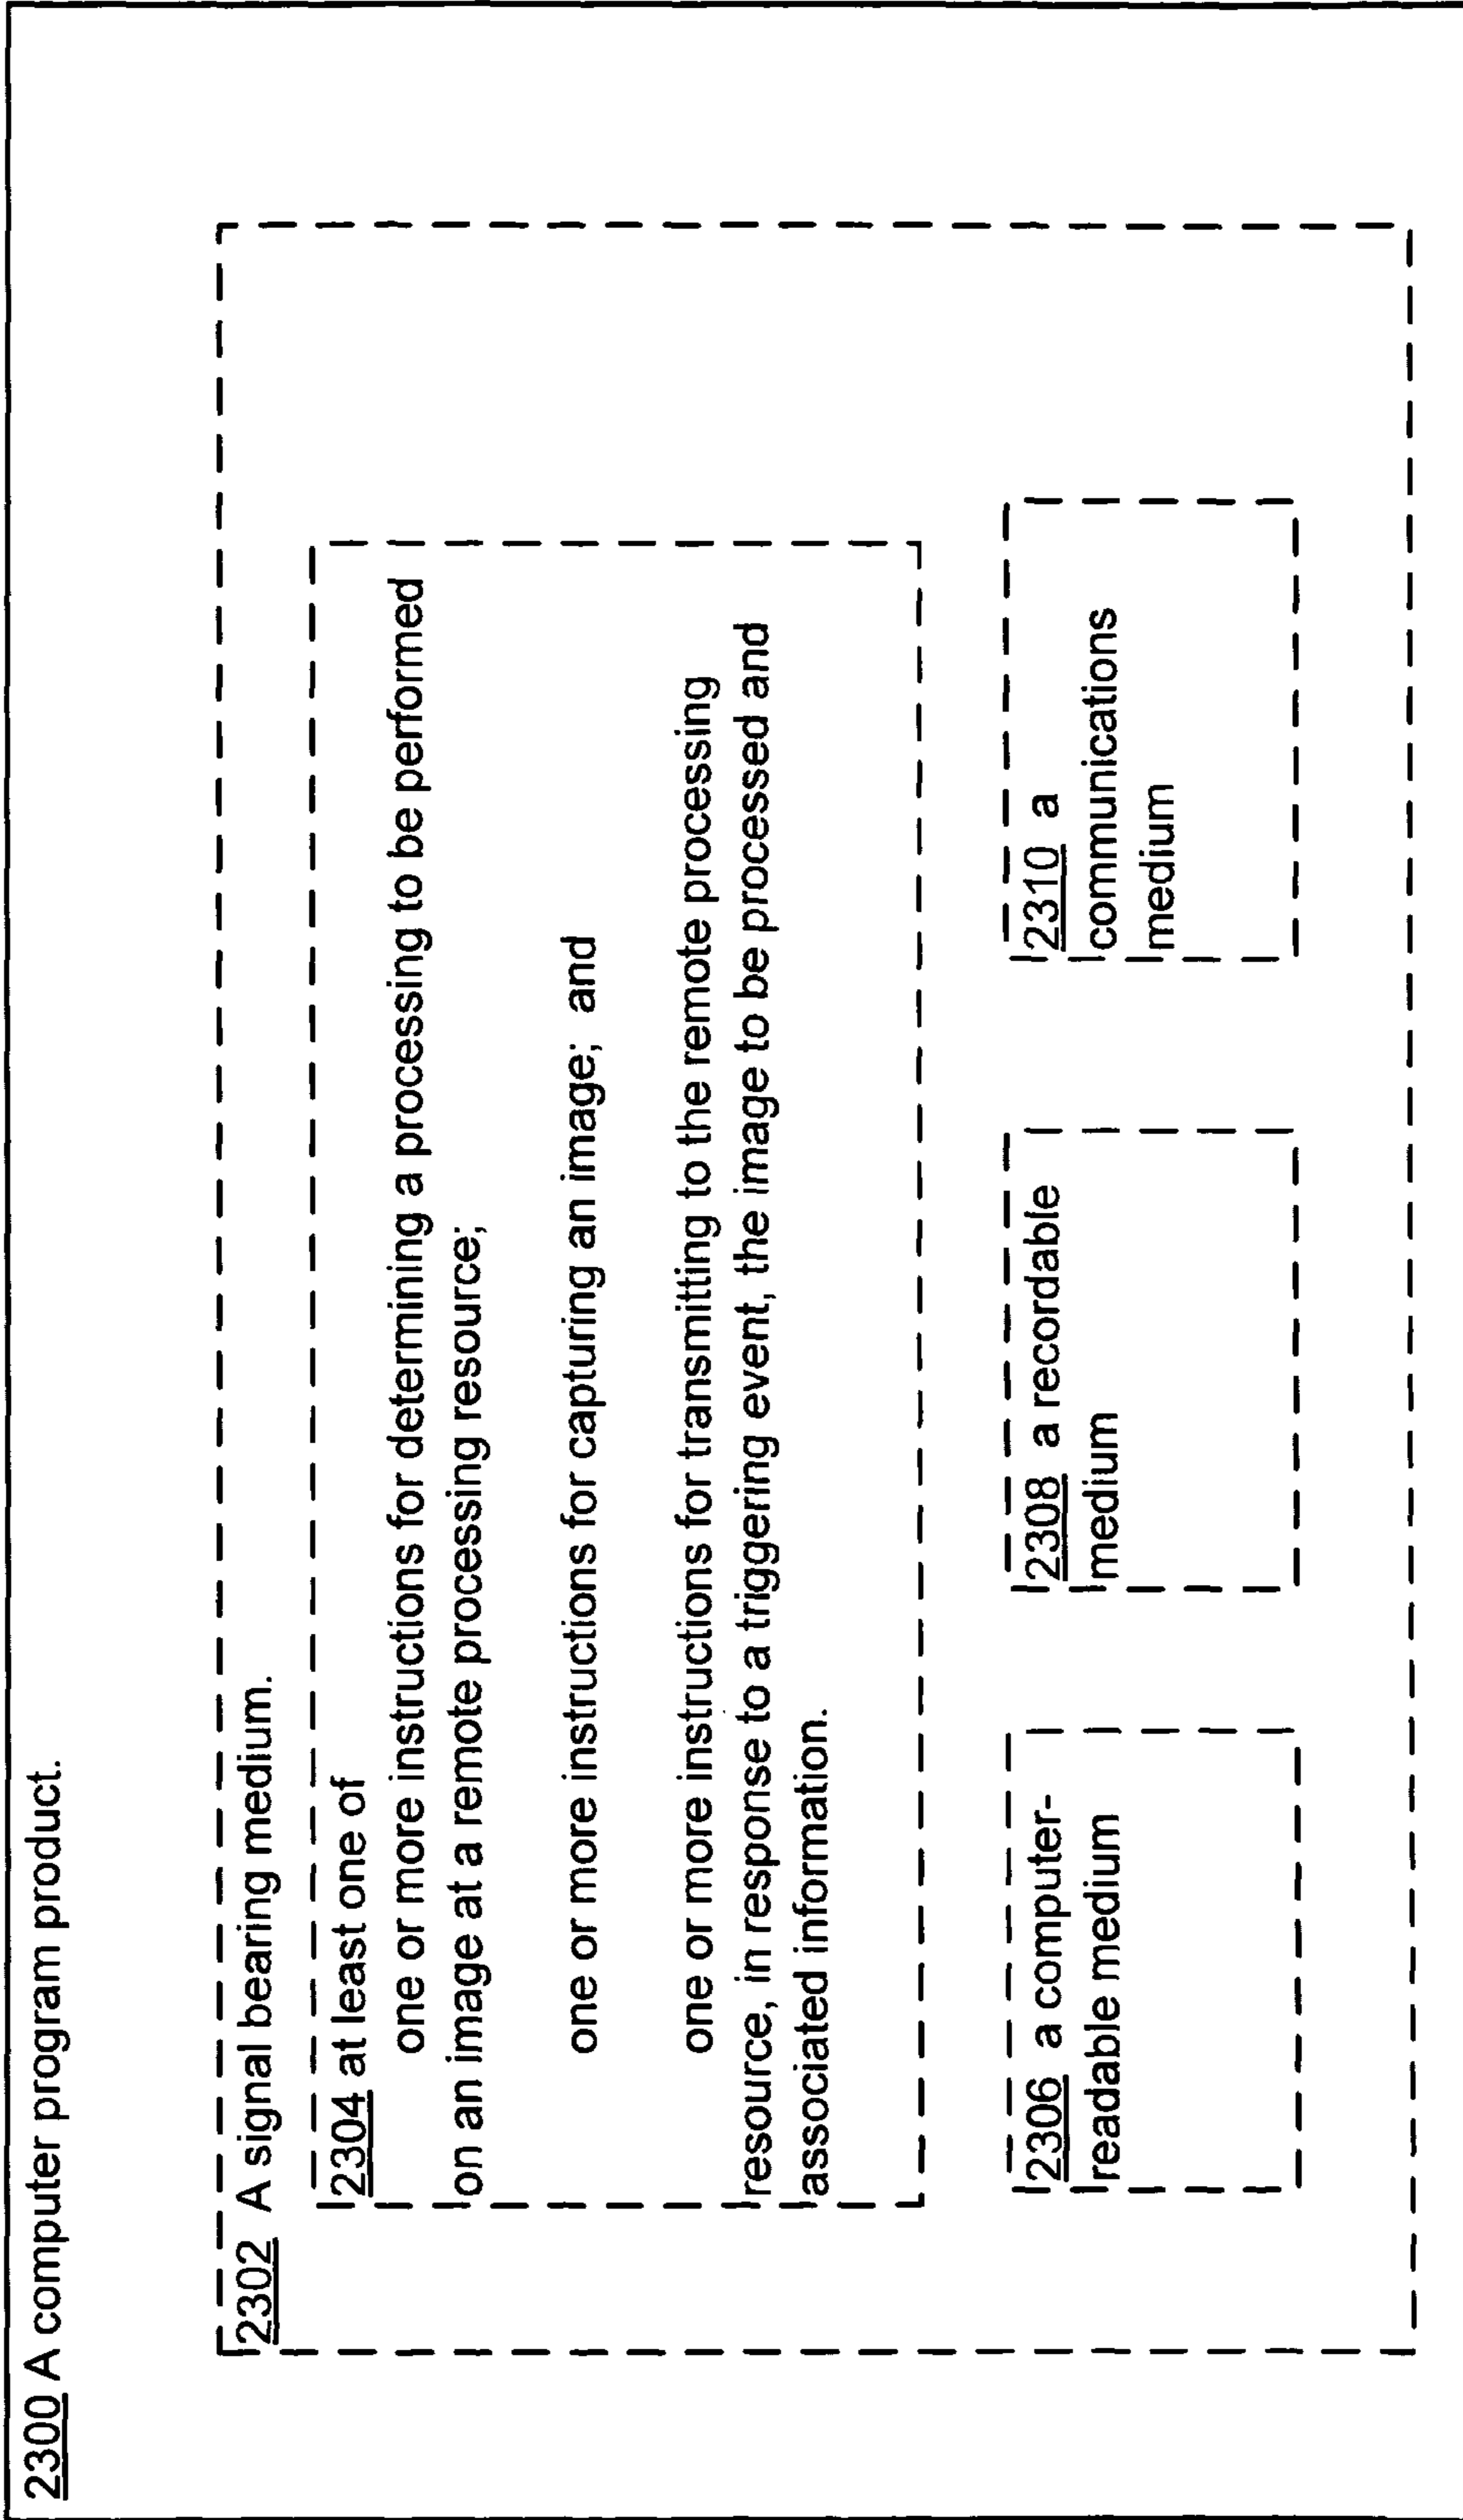 2300 A computer program product.
2302 A signal bearing medium.
2304 at least one of
one or more instructions for determining a processing to be performed
on an image at a remote processing resource;
one or more instructions for capturing an image; and
one or more instructions for transmitting to the remote processing
resource, in response to a triggering event, the image to be processed and
associated information.
2306 a computer-
readable medium
2308 a recordable
medium
2310 a
communications
medium